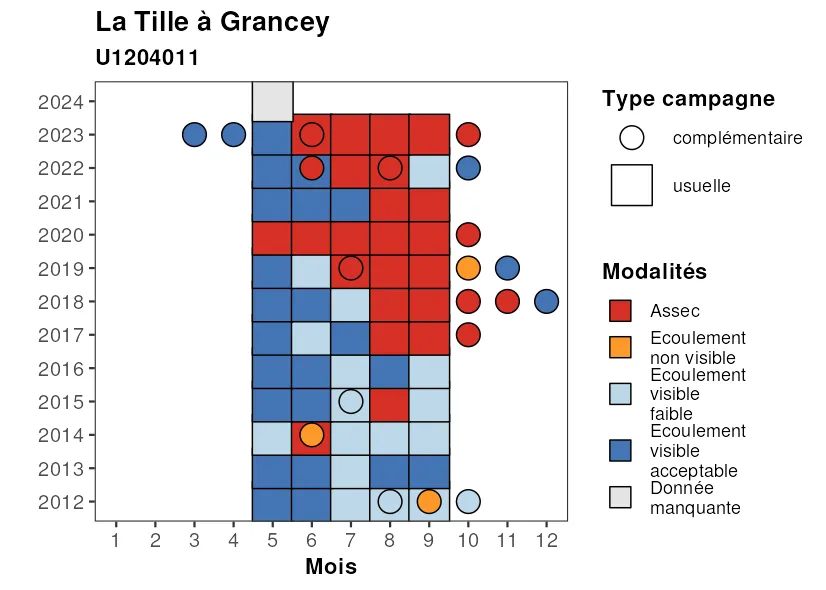 La Tille à Grancey
U1204011
2024
2023
2022
2021
2020
2019
2018
2017
2016
2015
2014
2013
2012
1 2 3 4 5 6 7 8 9 10 11 12
Mois
Type campagne
complémentaire
usuelle
Modalités
Assec
Ecoulement
non visible
Ecoulement
visible
faible
Ecoulement
visible
acceptable
Donnée
manquante